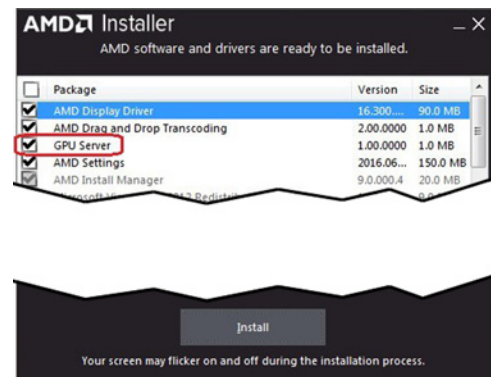 AMD Installer
AMD software and drivers are ready to be installed.
Package Version Size
AMD Display Driver 16.300.... 90.0 MB
AMD Drag and Drop Transcoding 2.00.0000 1.0 MB
GPU Server 1.00.0000 1.0 MB
AMD Settings 2016.06... 150.0 MB
AMD Install Manager 9.0.000.4 20.0 MB
Install
Your screen may flicker on and off during the installation process.